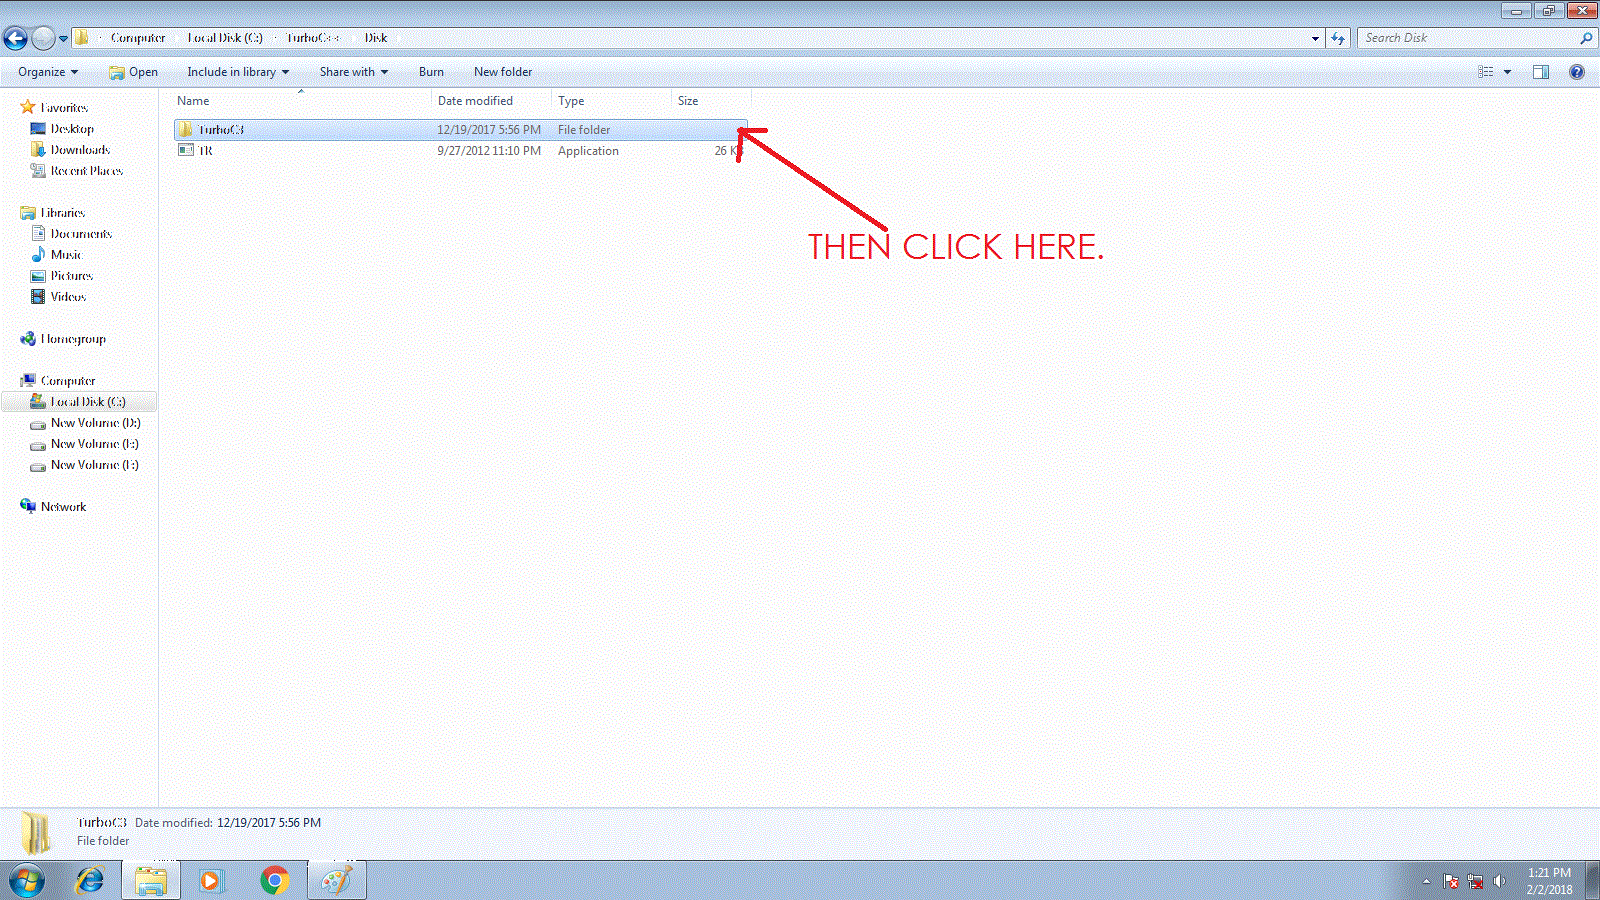 Computer Local Disk (C:) TurboC++ Disk
Search Disk
Organize Open Include in library Share with Burn New folder
Name Date modified Type Size
TurboC3 12/19/2017 5:56 PM File folder
9/27/2012 11:10 PM Application 26 KB
THEN CLICK HERE.
Favorites
Desktop
Downloads
Recent Places
Libraries
Documents
Music
Pictures
Videos
Homegroup
Computer
Local Disk (C:)
New Volume (D:)
New Volume (E:)
New Volume (F:)
Network
TurboC3 Date modified: 12/19/2017 5:56 PM
File folder
1:21 PM
2/2/2018